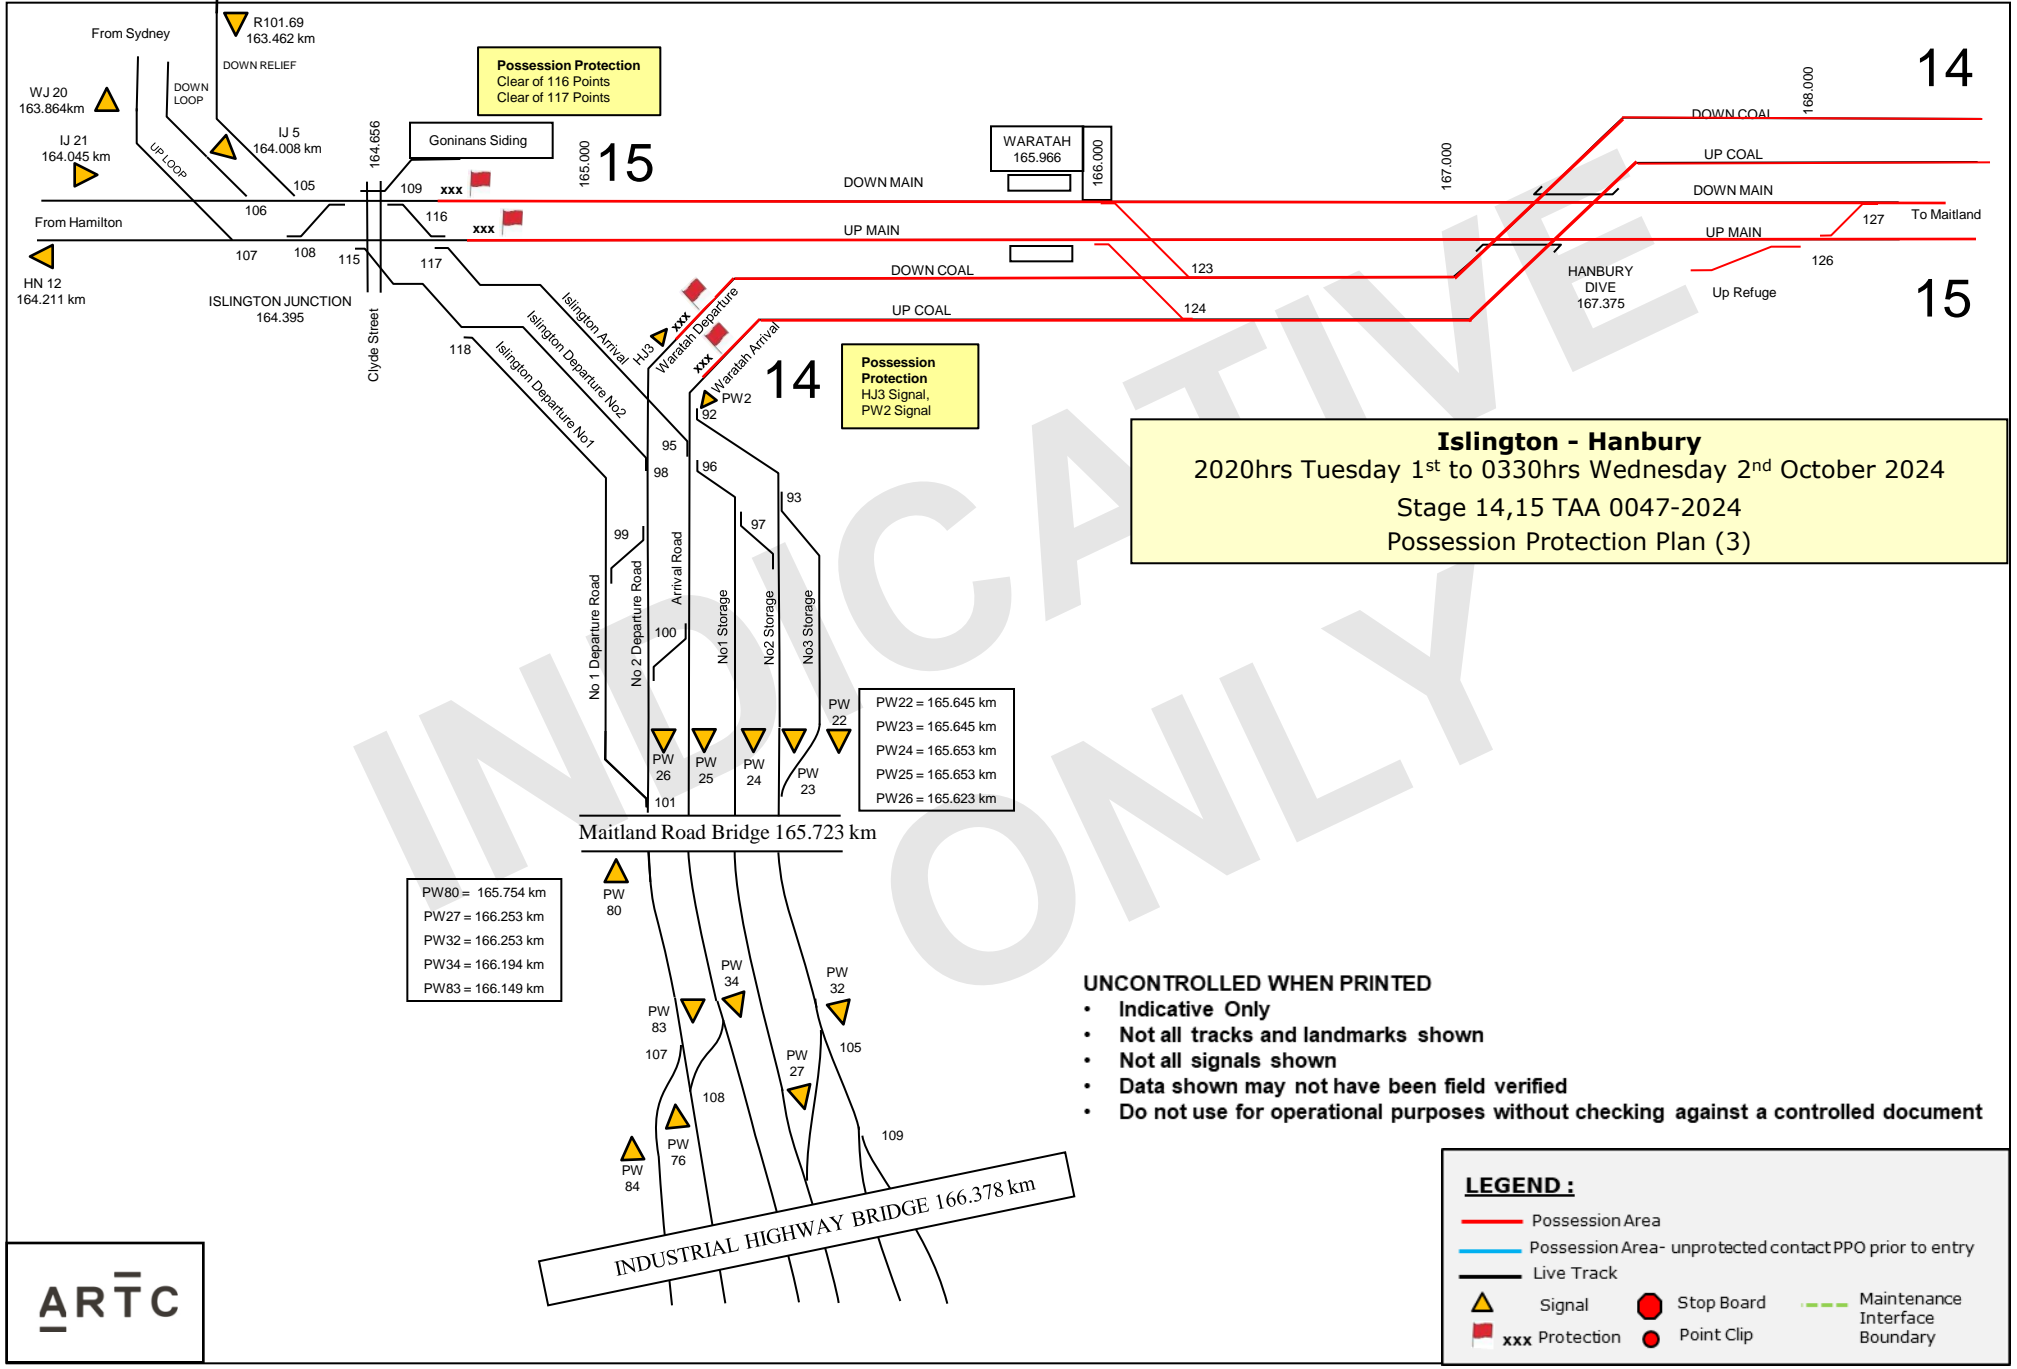 R101.69
163.462 km
From Sydney
DOWN RELIEF
WJ 20
163.864km
DOWN
LOOP
IJ 21
164.045 km
UP LOOP
IJ 5
164.008 km
164.656
Possession Protection
Clear of 116 Points
Clear of 117 Points
Goninans Siding
165.000
15
WARATAH
165.966
166.000
167.000
168.000
14
DOWN COAL
UP COAL
DOWN MAIN
DOWN MAIN
105
106
109
xxx
116
xxx
From Hamilton
UP MAIN
UP MAIN
127
To Maitland
126
107
108
115
117
HN 12
164.211 km
ISLINGTON JUNCTION
164.395
Clyde Street
118
DOWN COAL
UP COAL
123
124
HANBURY
DIVE
167.375
Up Refuge
15
Islington Arrival
Islington Departure No2
Islington Departure No1
HJ3
xxx
Waratah Departure
xxx
Waratah Arrival
PW2
92
14
Possession
Protection
HJ3 Signal,
PW2 Signal
Islington - Hanbury
2020hrs Tuesday 1st to 0330hrs Wednesday 2nd October 2024
Stage 14,15 TAA 0047-2024
Possession Protection Plan (3)
95
98
96
93
97
99
100
No 1 Departure Road
No 2 Departure Road
Arrival Road
No1 Storage
No2 Storage
No3 Storage
PW
22
PW
26
PW
25
PW
24
PW
23
101
PW22 = 165.645 km
PW23 = 165.645 km
PW24 = 165.653 km
PW25 = 165.653 km
PW26 = 165.623 km
Maitland Road Bridge 165.723 km
PW
80
PW80 = 165.754 km
PW27 = 166.253 km
PW32 = 166.253 km
PW34 = 166.194 km
PW83 = 166.149 km
PW
34
PW
32
PW
83
107
105
PW
27
108
PW
76
PW
84
109
INDUSTRIAL HIGHWAY BRIDGE 166.378 km
INDICATIVE
ONLY
UNCONTROLLED WHEN PRINTED
• Indicative Only
• Not all tracks and landmarks shown
• Not all signals shown
• Data shown may not have been field verified
• Do not use for operational purposes without checking against a controlled document
LEGEND :
Possession Area
Possession Area- unprotected contact PPO prior to entry
Live Track
Signal
Stop Board
Maintenance
Interface
Boundary
xxx Protection
Point Clip
ARTC